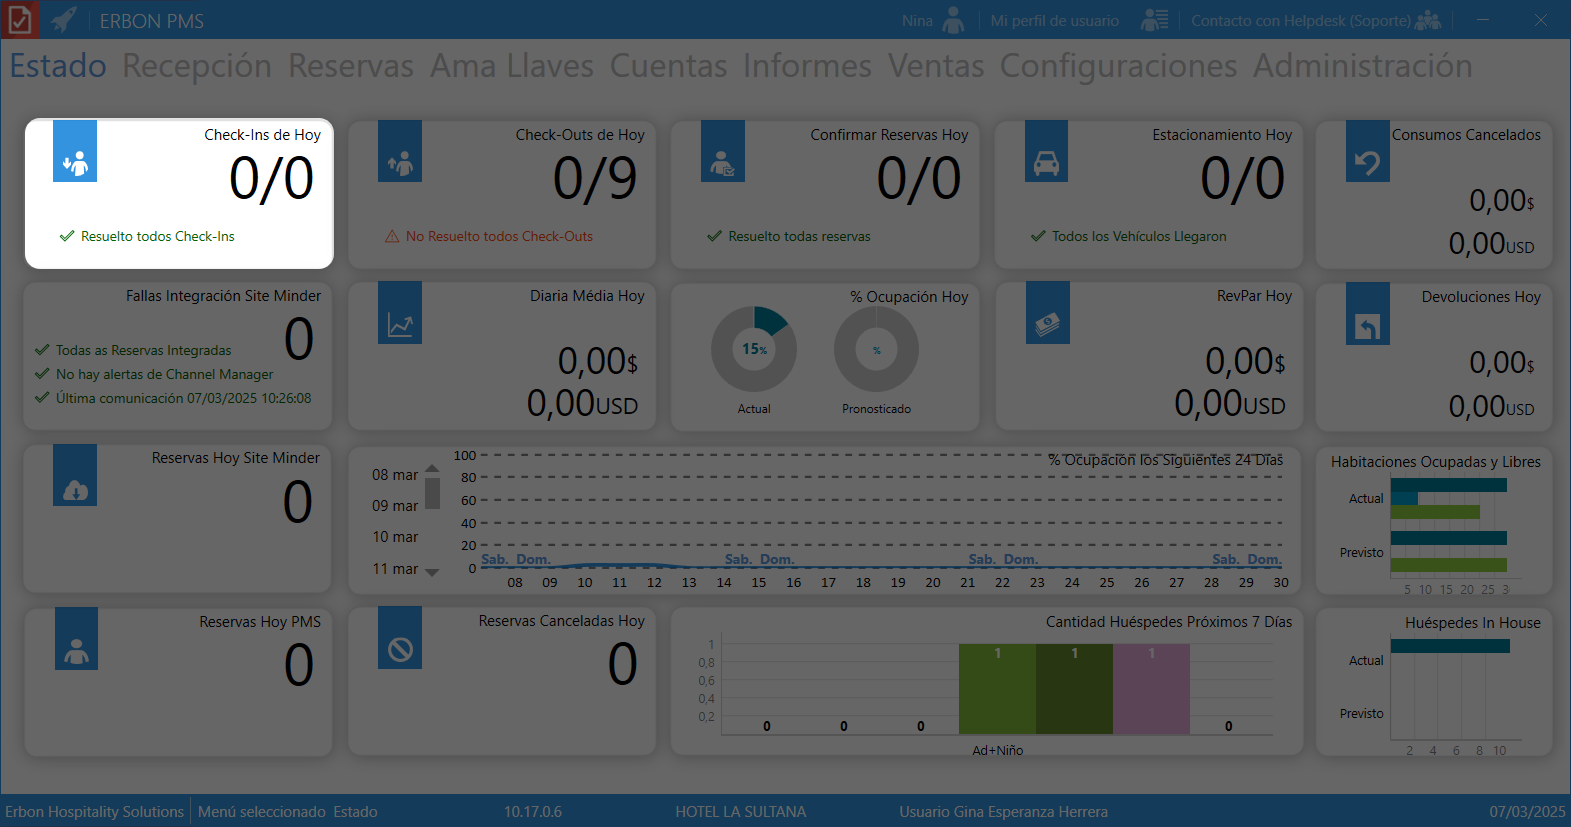 ERBON PMS
Nina
Mi perfil de usuario
Contacto con Helpdesk (Soporte)
Estado Recepción Reservas Ama Llaves Cuentas Informes Ventas Configuraciones Administración
Check-Ins de Hoy
0/0
Resuelto todos Check-Ins
Check-Outs de Hoy
0/9
No Resuelto todos Check-Outs
Confirmar Reservas Hoy
0/0
Resuelto todas reservas
Estacionamiento Hoy
0/0
Todos los Vehículos Llegaron
Consumos Cancelados
0,00$
0,00USD
Fallas Integración Site Minder
0
Todas as Reservas Integradas
No hay alertas de Channel Manager
Última comunicación 07/03/2025 10:26:08
Diaria Média Hoy
0,00$
0,00USD
% Ocupación Hoy
15%
%
Actual
Pronosticado
RevPar Hoy
0,00$
0,00USD
Devoluciones Hoy
0,00$
0,00USD
Reservas Hoy Site Minder
0
08 mar
09 mar
10 mar
11 mar
% Ocupación los Siguientes 24 Días
100
80
60
40
20
0
Sab. Dom. Sab. Dom. Sab. Dom. Sab. Dom.
08 09 10 11 12 13 14 15 16 17 18 19 20 21 22 23 24 25 26 27 28 29 30
Habitaciones Ocupadas y Libres
Actual
Previsto
5 10 15 20 25 3
Reservas Hoy PMS
0
Reservas Canceladas Hoy
0
Cantidad Huéspedes Próximos 7 Días
1
0,8
0,6
0,4
0,2
0 0 0 1 1 1 0
Ad+Niño
Huéspedes In House
Actual
Previsto
2 4 6 8 10
Erbon Hospitality Solutions
Menú seleccionado Estado
10.17.0.6
HOTEL LA SULTANA
Usuario Gina Esperanza Herrera
07/03/2025